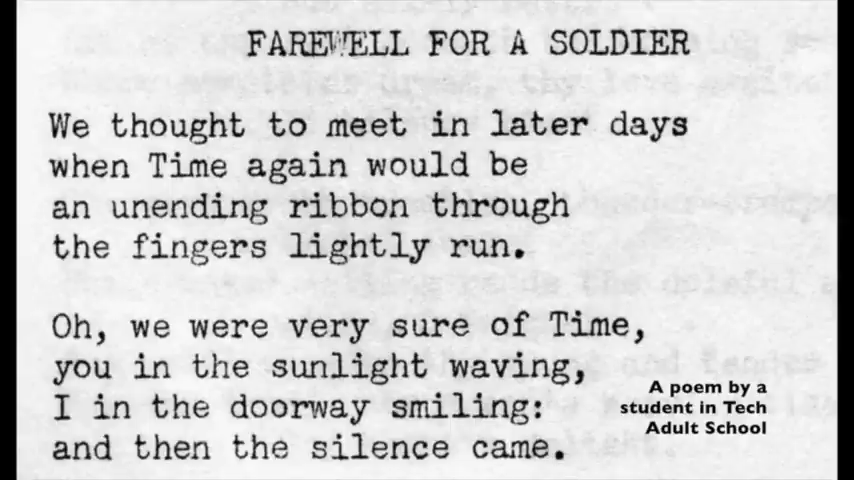 FAREWELL FOR A SOLDIER
We thought to meet in later days
when Time again would be
an unending ribbon through
the fingers lightly run.
Oh, we were very sure of Time,
you in the sunlight waving,
I in the doorway smiling:
and then the silence came.
A poem by a
student in Tech
Adult School